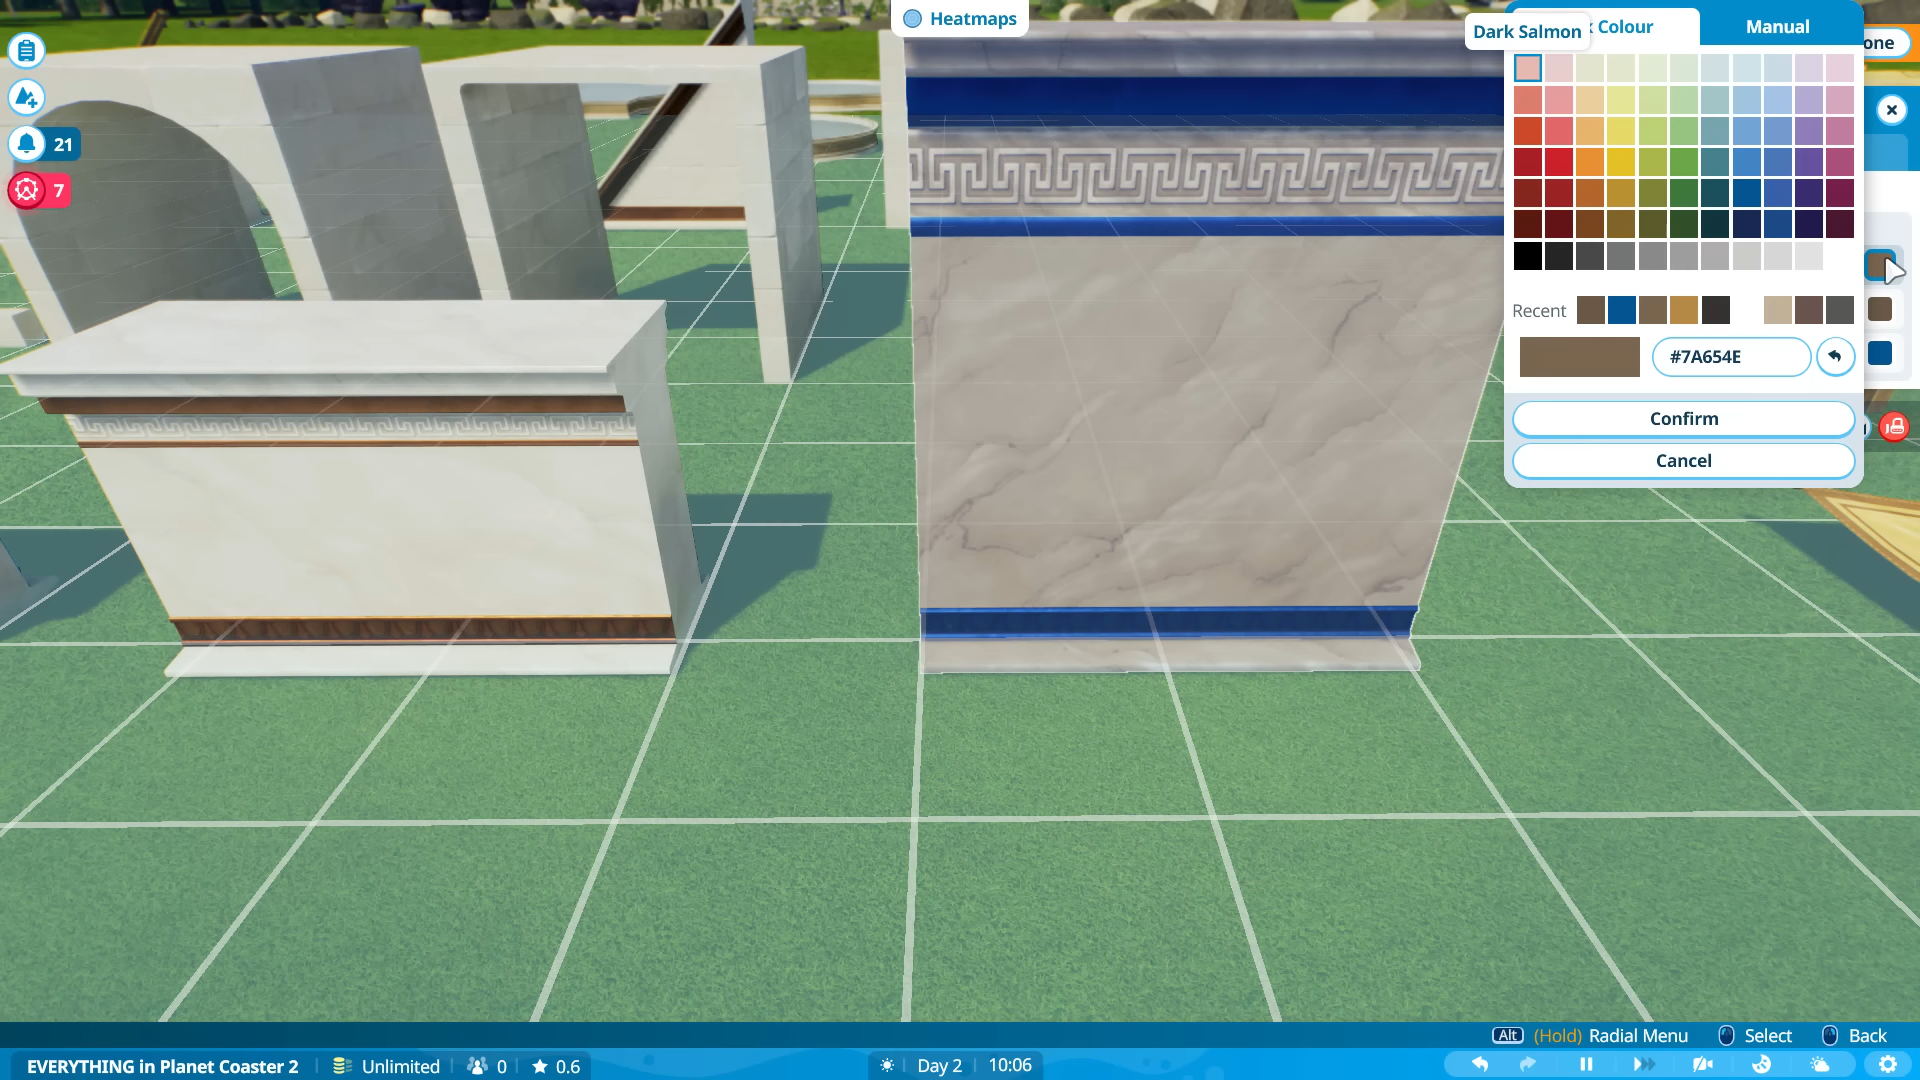 Heatmaps
Dark Salmon
Colour
Manual
one
21
7
Recent
#7A654E
Confirm
Cancel
Alt (Hold) Radial Menu Select Back
EVERYTHING in Planet Coaster 2 Unlimited 0 0.6 Day 2 10:06